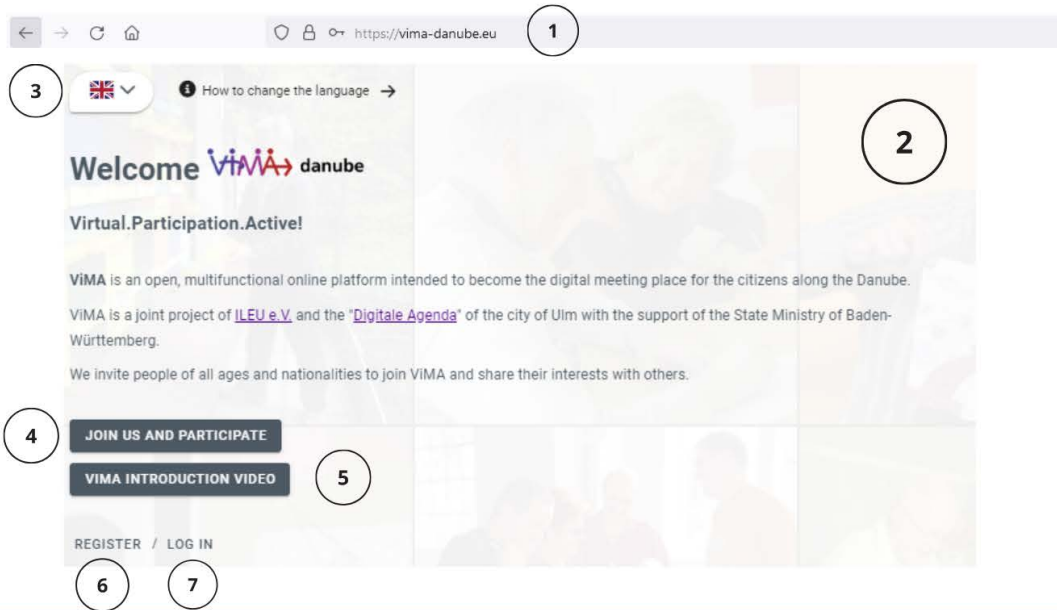 https://vima-danube.eu
1
3
How to change the language →
2
Welcome ViMA danube
Virtual.Participation.Active!
ViMA is an open, multifunctional online platform intended to become the digital meeting place for the citizens along the Danube.
ViMA is a joint project of ILEU e.V. and the "Digitale Agenda" of the city of Ulm with the support of the State Ministry of Baden-
Württemberg.
We invite people of all ages and nationalities to join ViMA and share their interests with others.
4
JOIN US AND PARTICIPATE
VIMA INTRODUCTION VIDEO
5
REGISTER / LOG IN
6
7